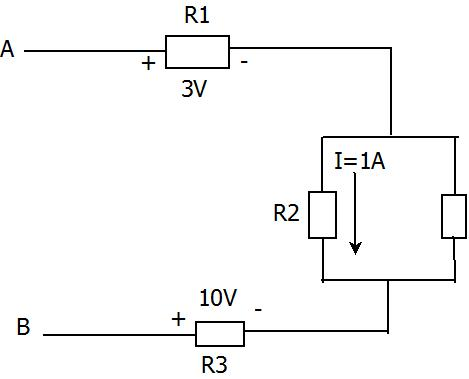 R1
A
+ -
3V
I=1A
R2
10V
+ -
B
R3